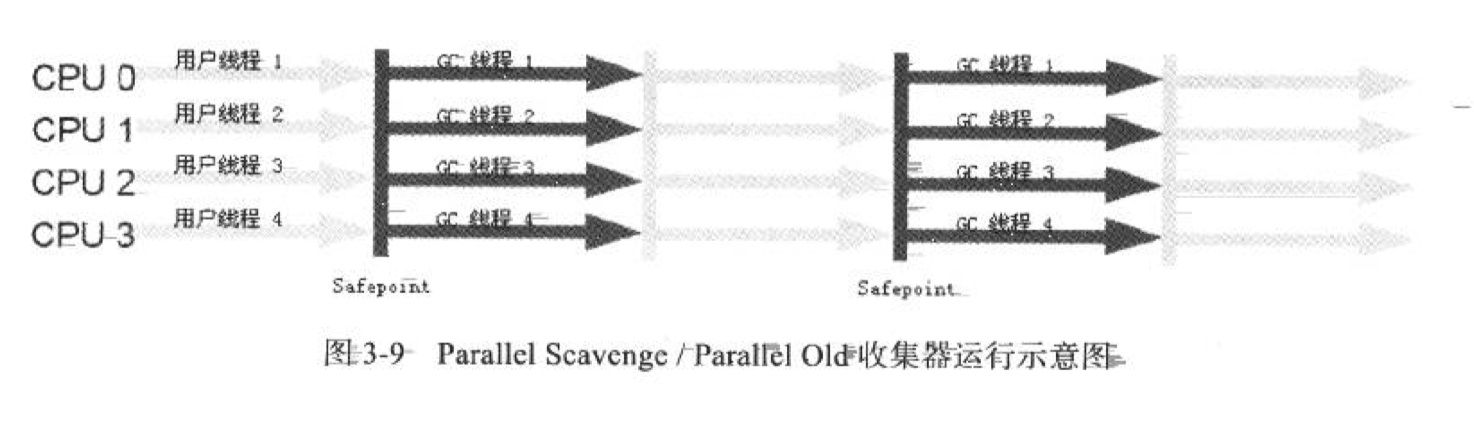 CPU 0 用户线程 1 GC 线程 1 GC 线程 1
CPU 1 用户线程 2 GC 线程 2 GC 线程 2
CPU 2 用户线程 3 GC 线程 3 GC 线程 3
CPU 3 用户线程 4 GC 线程 4 GC 线程 4
Safepoint Safepoint
图 3-9 Parallel Scavenge / Parallel Old 收集器运行示意图